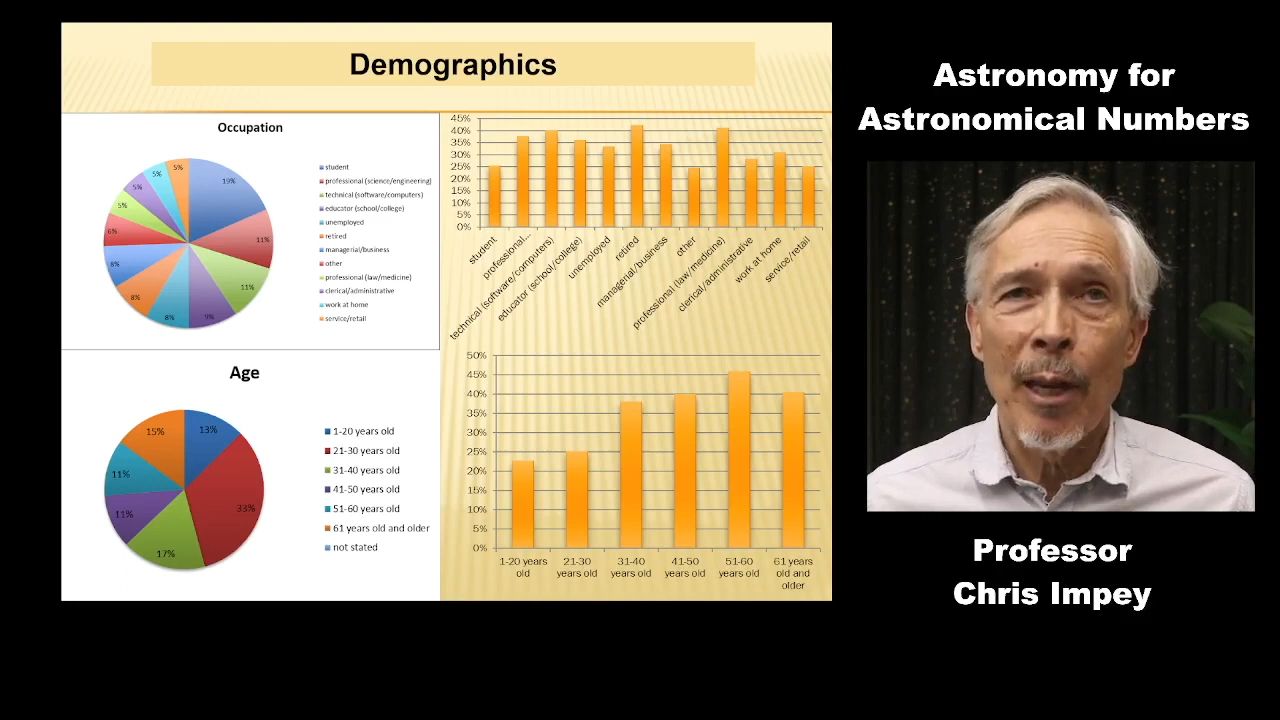 Demographics
Occupation
5%
5%
5%
5%
6%
8%
8%
8%
9%
11%
11%
19%
student
professional (science/engineering)
technical (software/computers)
educator (school/college)
unemployed
retired
managerial/business
other
professional (law/medicine)
clerical/administrative
work at home
service/retail
45%
40%
35%
30%
25%
20%
15%
10%
5%
0%
student
professional...
technical (software/computers)
educator (school/college)
unemployed
retired
managerial/business
other
professional (law/medicine)
clerical/administrative
work at home
service/retail
Age
15%
13%
11%
11%
33%
17%
1-20 years old
21-30 years old
31-40 years old
41-50 years old
51-60 years old
61 years old and older
not stated
50%
45%
40%
35%
30%
25%
20%
15%
10%
5%
0%
1-20 years
old
21-30
years old
31-40
years old
41-50
years old
51-60
years old
61 years
old and
older
Astronomy for
Astronomical Numbers
Professor
Chris Impey